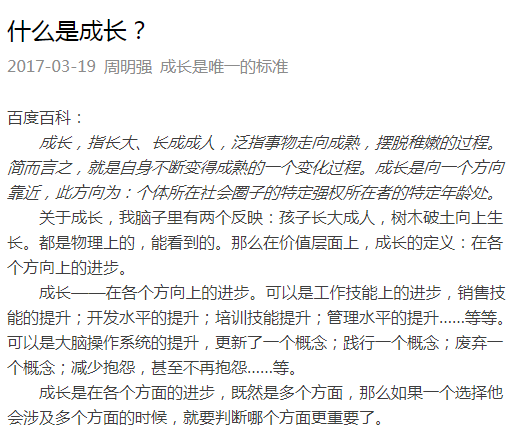 什么是成长？
2017-03-19 周明强 成长是唯一的标准
百度百科：
成长，指长大、长成成人，泛指事物走向成熟，摆脱稚嫩的过程。
简而言之，就是自身不断变得成熟的一个变化过程。成长是向一个方向
靠近，此方向为：个体所在社会圈子的特定强权所在者的特定年龄处。
关于成长，我脑子里有两个反映：孩子长大成人，树木破土向上生
长。都是物理上的，能看到的。那么在价值层面上，成长的定义：在各
个方向上的进步。
成长——在各个方向上的进步。可以是工作技能上的进步，销售技
能的提升；开发水平的提升；培训技能提升；管理水平的提升......等等。
可以是大脑操作系统的提升，更新了一个概念；践行一个概念；废弃一
个概念；减少抱怨，甚至不再抱怨......等。
成长是在各个方面的进步，既然是多个方面，那么如果一个选择他
会涉及多个方面的时候，就要判断哪个方面更重要了。